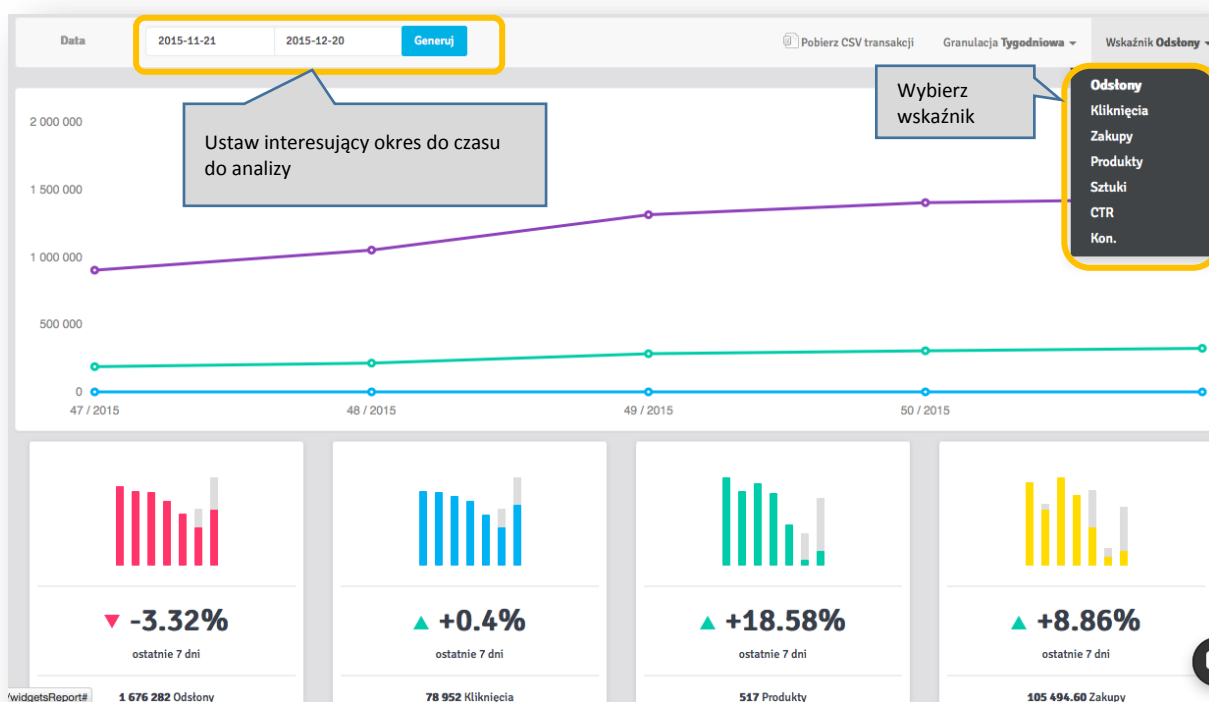 Data 2015-11-21 2015-12-20 Generuj Pobierz CSV transakcji Granulacja Tygodniowa Wskaźnik Odsłony
Ustaw interesujący okres do czasu
do analizy
Wybierz
wskaźnik
Odsłony
Kliknięcia
Zakupy
Produkty
Sztuki
CTR
Kon.
2 000 000
1 500 000
1 000 000
500 000
0
47 / 2015 48 / 2015 49 / 2015 50 / 2015
-3.32% +0.4% +18.58% +8.86%
ostatnie 7 dni ostatnie 7 dni ostatnie 7 dni ostatnie 7 dni
1 676 282 Odsłony 78 952 Kliknięcia 517 Produkty 105 494.60 Zakupy
/widgetsReport#